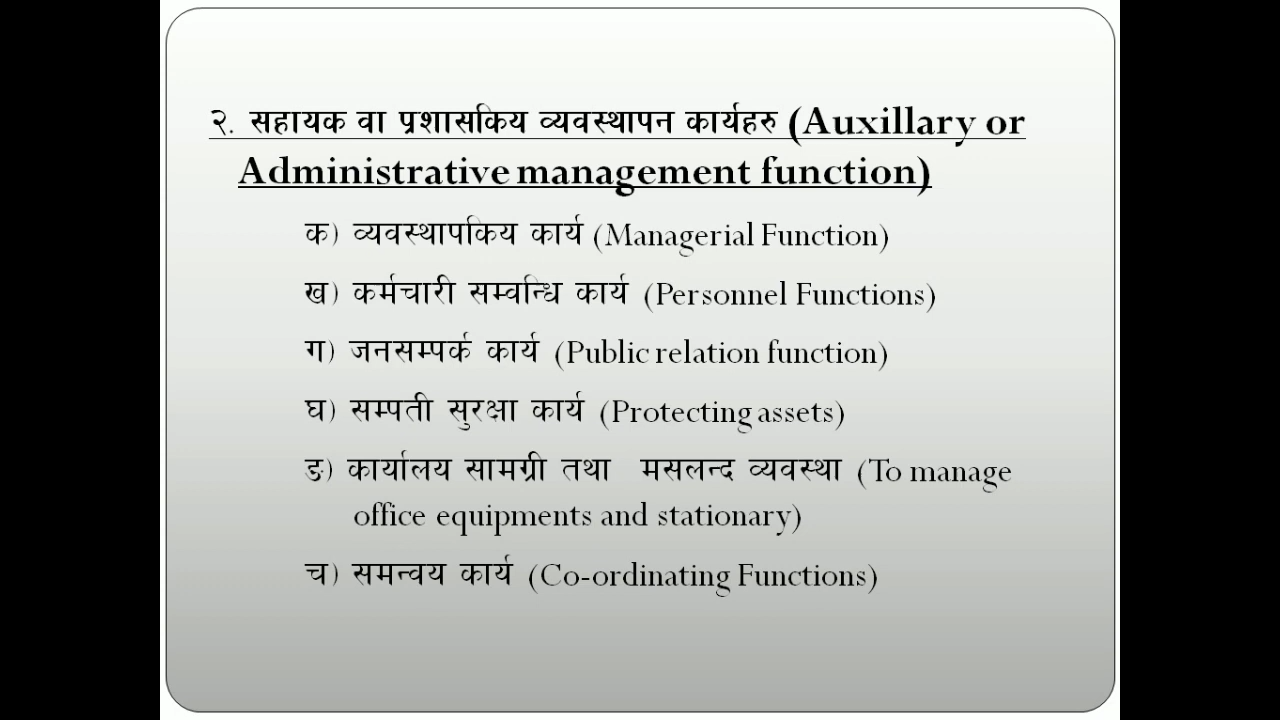 २. सहायक वा प्रशासकिय व्यवस्थापन कार्यहरु (Auxillary or
Administrative management function)
क) व्यवस्थापकिय कार्य (Managerial Function)
ख) कर्मचारी सम्वन्धि कार्य (Personnel Functions)
ग) जनसम्पर्क कार्य (Public relation function)
घ) सम्पती सुरक्षा कार्य (Protecting assets)
ङ) कार्यालय सामग्री तथा मसलन्द व्यवस्था (To manage
office equipments and stationary)
च) समन्वय कार्य (Co-ordinating Functions)